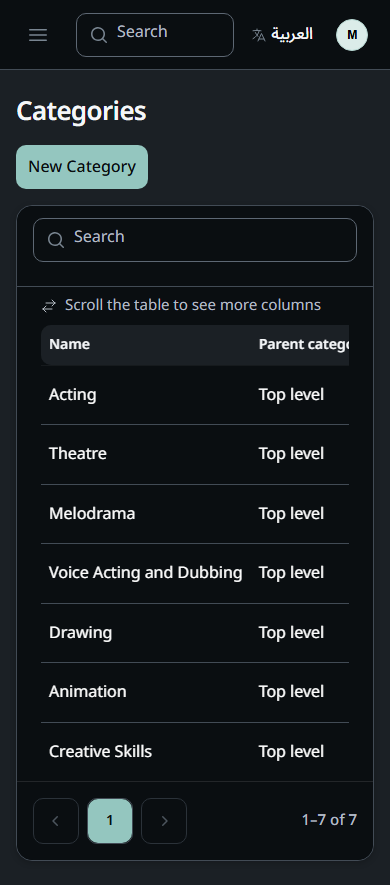 Search
العربية
M
Categories
New Category
Search
Scroll the table to see more columns
Name Parent catego
Acting Top level
Theatre Top level
Melodrama Top level
Voice Acting and Dubbing Top level
Drawing Top level
Animation Top level
Creative Skills Top level
1
1–7 of 7